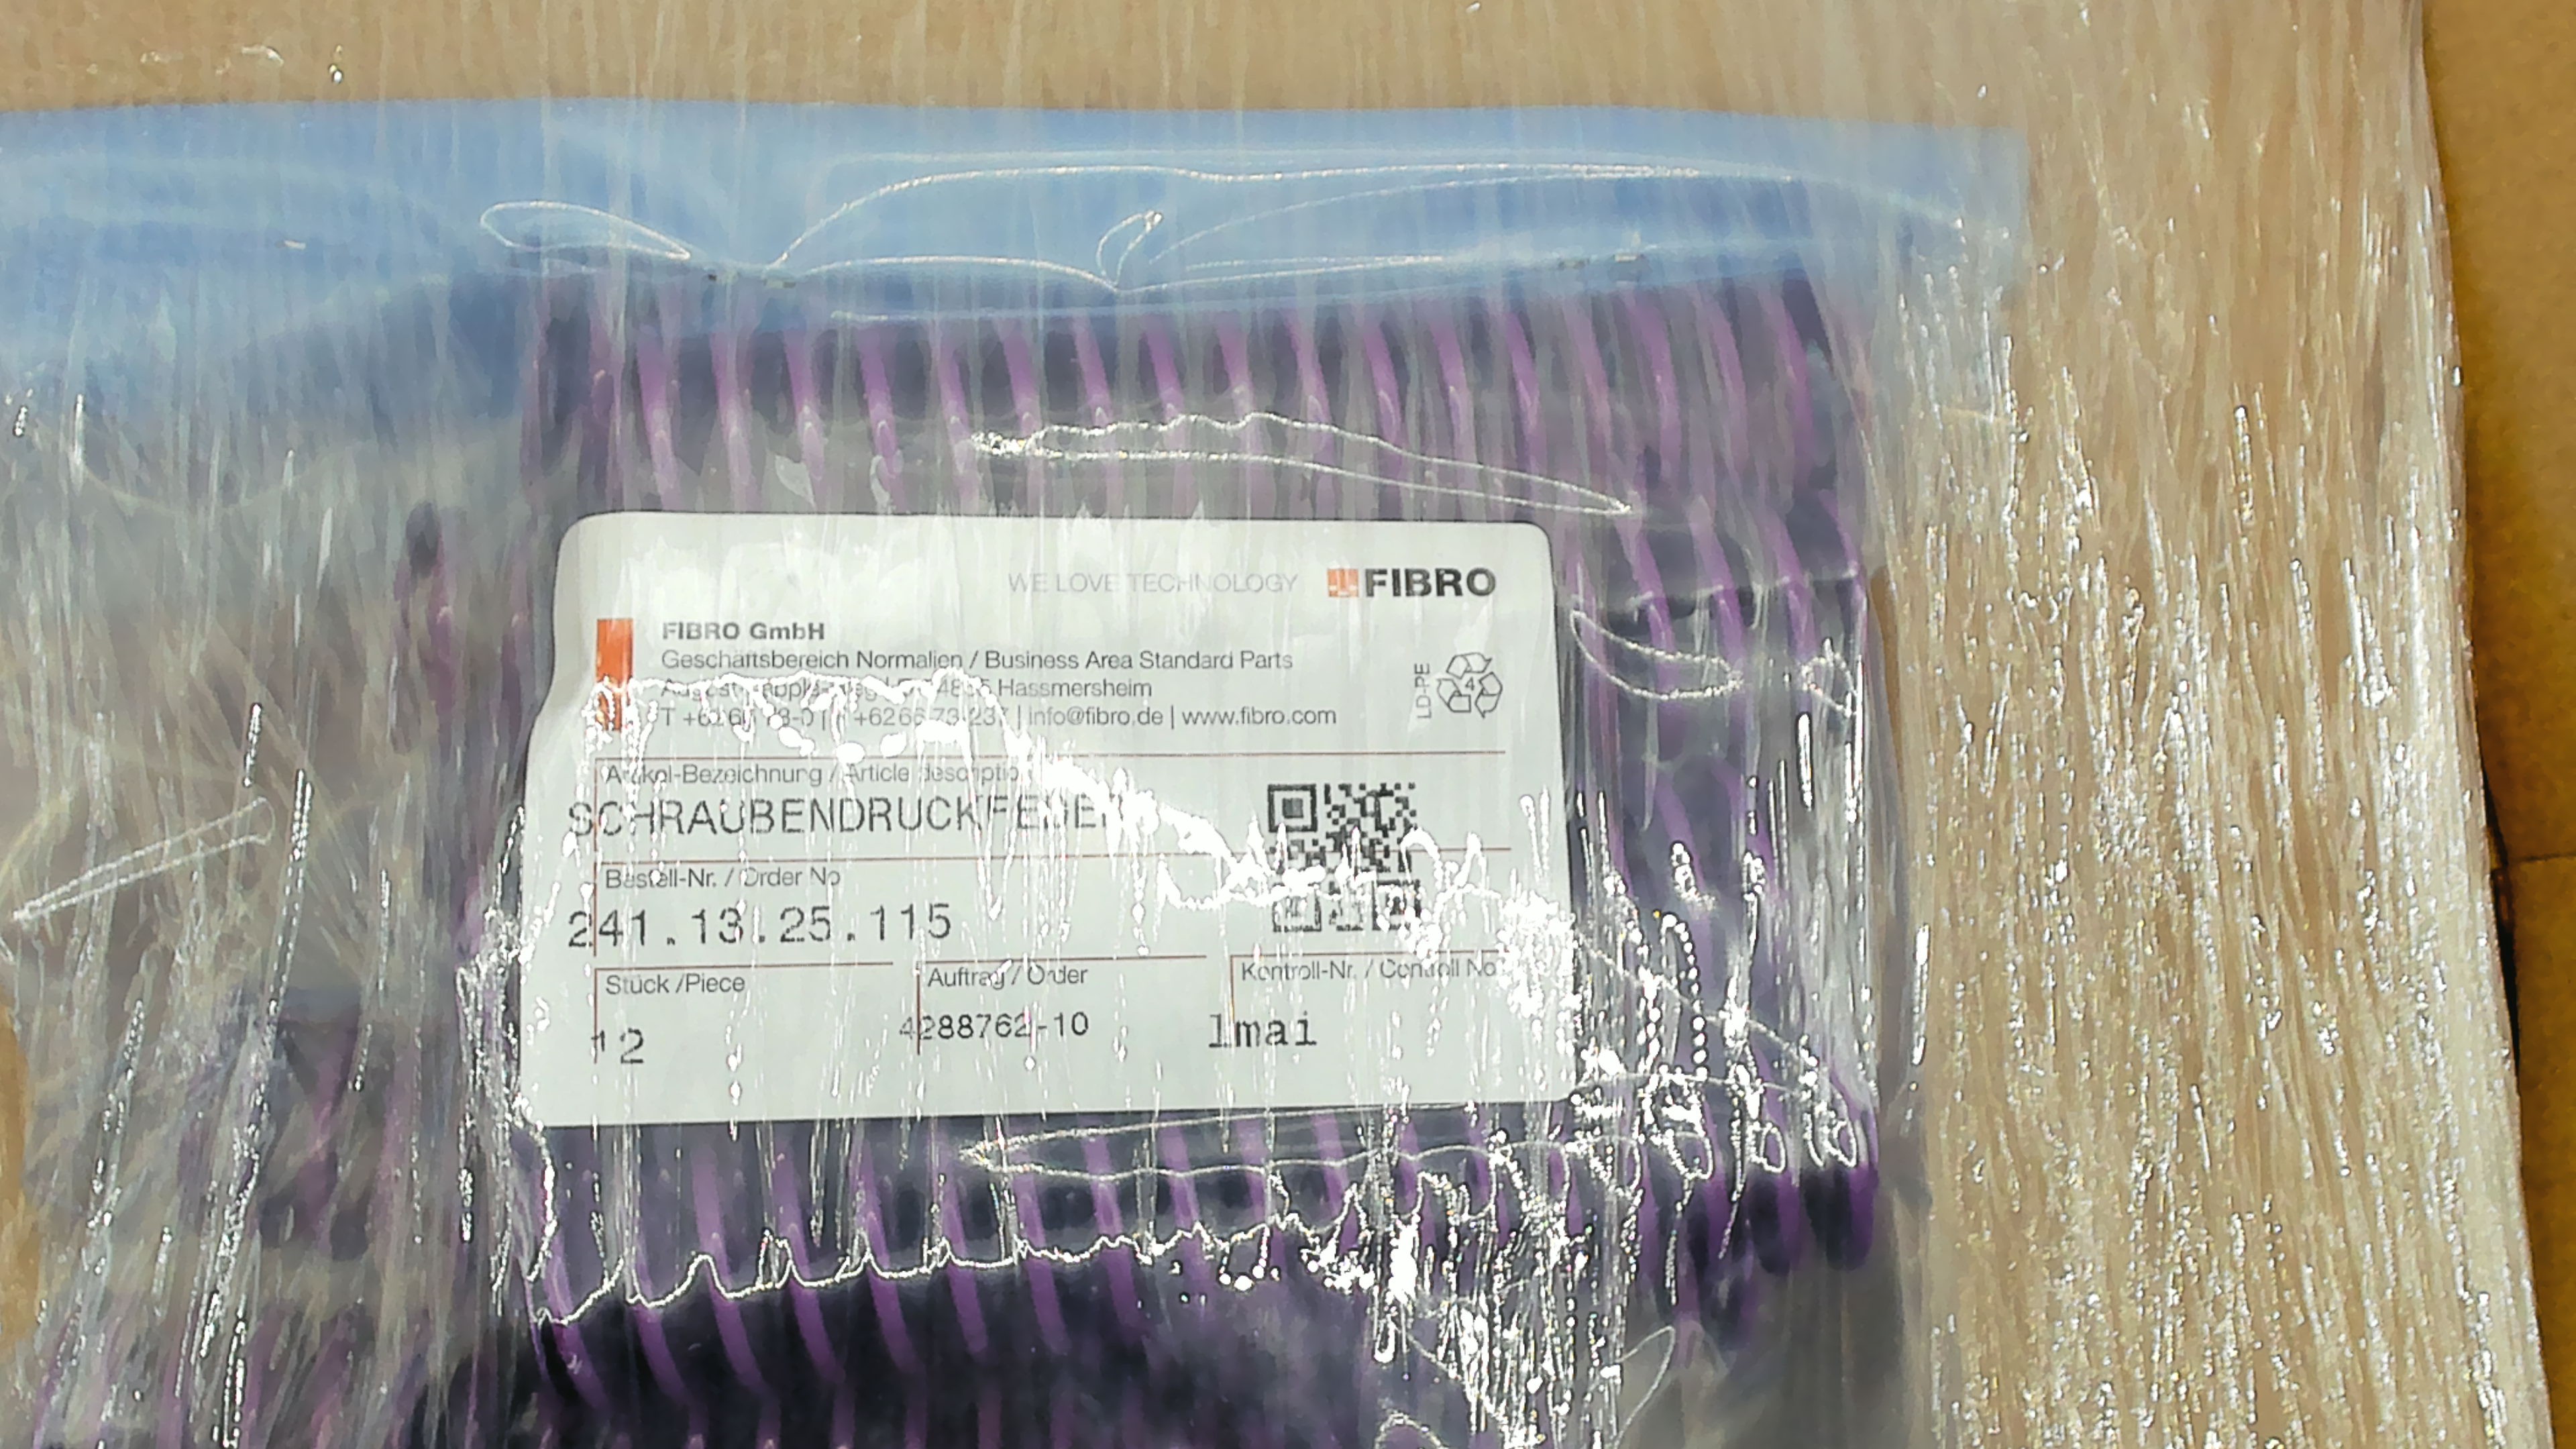 WE LOVE TECHNOLOGY FIBRO
FIBRO GmbH
Geschäftsbereich Normalien / Business Area Standard Parts
Hassmersheim
info@fibro.de | www.fibro.com
LD-PE
4
Artikel-Bezeichnung / Article description
SCHRAUBENDRUCKFEDER
Bestell-Nr. / Order No
241.13.25.115
Stück /Piece
Auftrag / Order
Kontroll-Nr. / Controll No
12
4288762-10
1mai